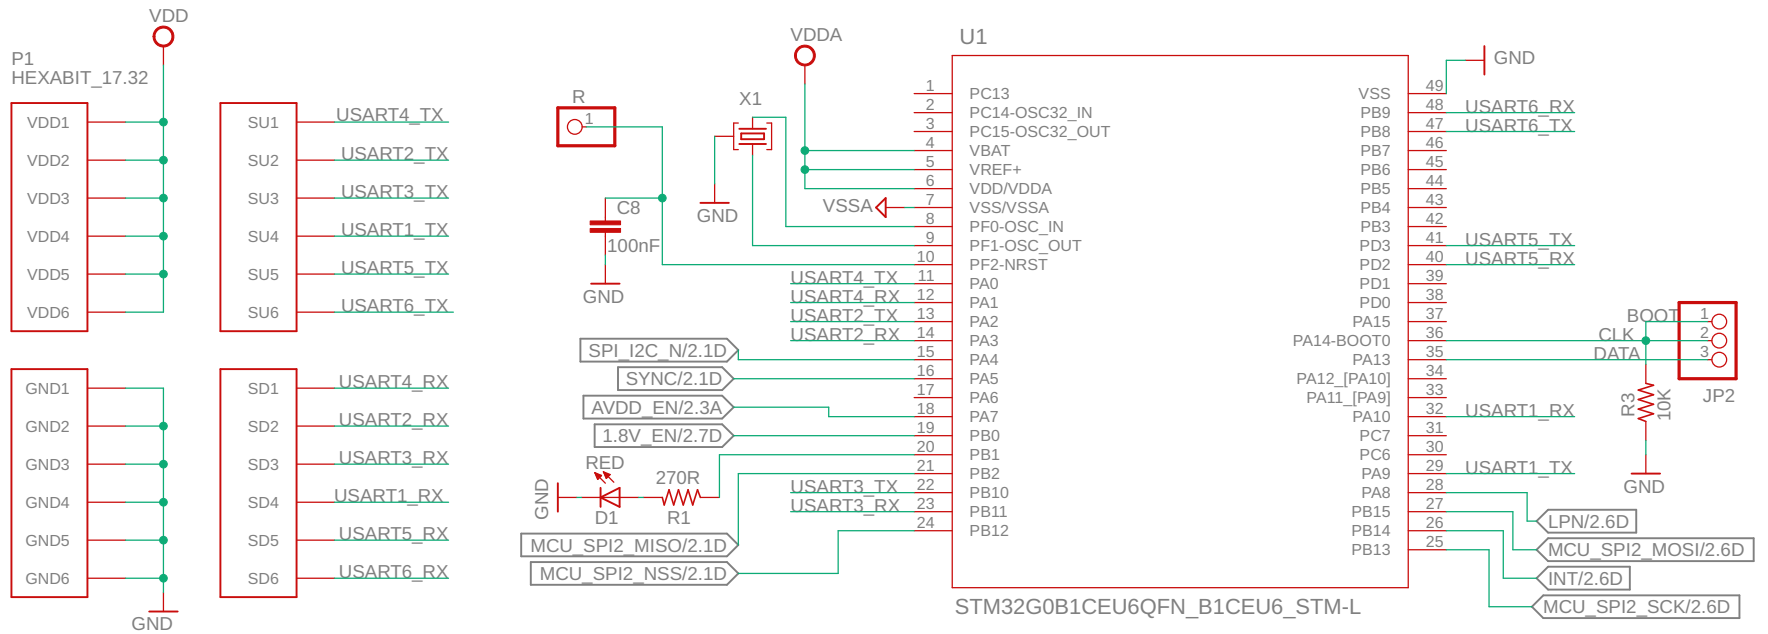 VDD
P1
HEXABIT_17.32
VDD1
VDD2
VDD3
VDD4
VDD5
VDD6
SU1 USART4_TX
SU2 USART2_TX
SU3 USART3_TX
SU4 USART1_TX
SU5 USART5_TX
SU6 USART6_TX
GND1
GND2
GND3
GND4
GND5
GND6
GND
SD1 USART4_RX
SD2 USART2_RX
SD3 USART3_RX
SD4 USART1_RX
SD5 USART5_RX
SD6 USART6_RX
R
1
C8
100nF
GND
X1
GND
VDDA
VSSA
U1
1 PC13
2 PC14-OSC32_IN
3 PC15-OSC32_OUT
4 VBAT
5 VREF+
6 VDD/VDDA
7 VSS/VSSA
8 PF0-OSC_IN
9 PF1-OSC_OUT
10 PF2-NRST
USART4_TX 11 PA0
USART4_RX 12 PA1
USART2_TX 13 PA2
USART2_RX 14 PA3
SPI_I2C_N/2.1D 15 PA4
SYNC/2.1D 16 PA5
17 PA6
AVDD_EN/2.3A 18 PA7
1.8V_EN/2.7D 19 PB0
20 PB1
21 PB2
USART3_TX 22 PB10
USART3_RX 23 PB11
24 PB12
RED
GND
D1
270R
R1
MCU_SPI2_MISO/2.1D
MCU_SPI2_NSS/2.1D
VSS 49 GND
PB9 48 USART6_RX
PB8 47 USART6_TX
PB7 46
PB6 45
PB5 44
PB4 43
PB3 42
PD3 41 USART5_TX
PD2 40 USART5_RX
PD1 39
PD0 38
PA15 37
PA14-BOOT0 36
PA13 35
PA12_[PA10] 34
PA11_[PA9] 33
PA10 32 USART1_RX
PC7 31
PC6 30
PA9 29 USART1_TX
PA8 28
PB15 27
PB14 26
PB13 25
STM32G0B1CEU6QFN_B1CEU6_STM-L
BOOT 1
CLK 2
DATA 3
JP2
R3
10K
GND
LPN/2.6D
MCU_SPI2_MOSI/2.6D
INT/2.6D
MCU_SPI2_SCK/2.6D